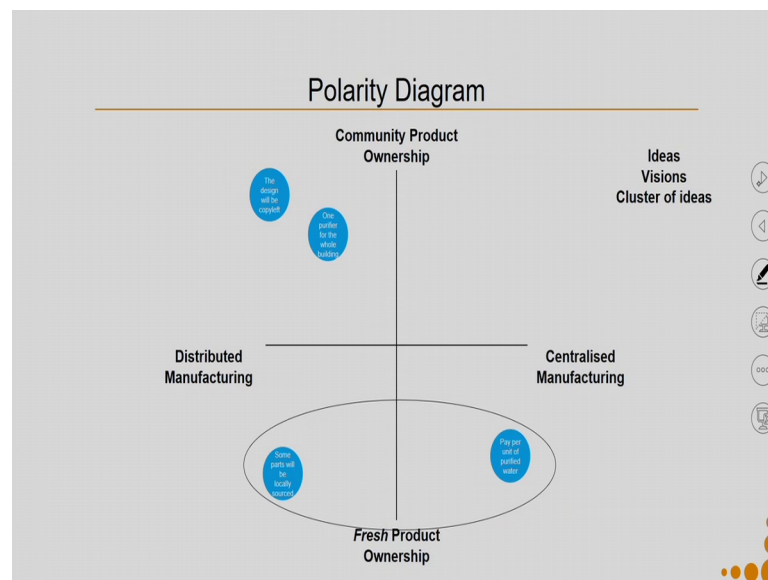 Polarity Diagram
Community Product
Ownership
Ideas
Visions
Cluster of ideas
The
design
will be
copyleft
One
purifier
for the
whole
building
Distributed
Manufacturing
Centralised
Manufacturing
Some
parts will
be
locally
sourced
Pay per
unit of
purified
water
Fresh Product
Ownership